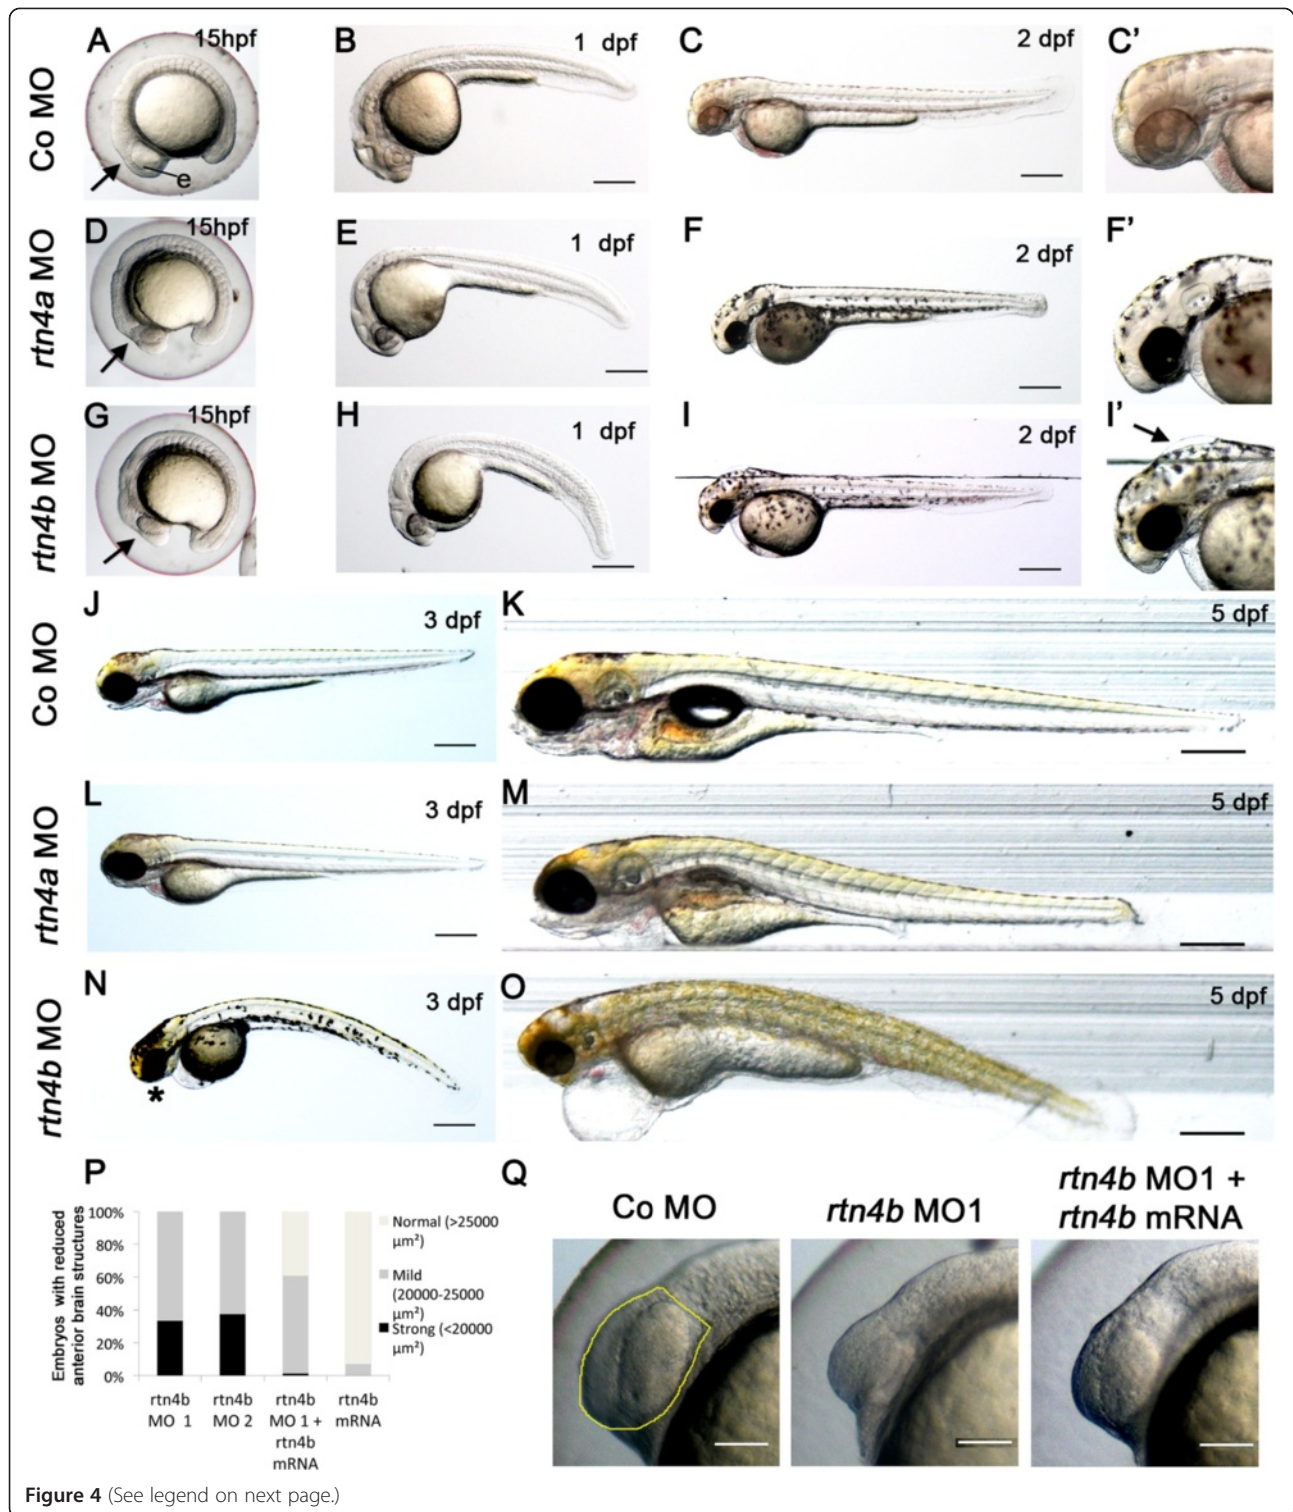 A 15hpf
B 1 dpf
C 2 dpf
C'
Co MO
e
D 15hpf
E 1 dpf
F 2 dpf
F'
rtn4a MO
G 15hpf
H 1 dpf
I 2 dpf
I'
rtn4b MO
J 3 dpf
K 5 dpf
Co MO
L 3 dpf
M 5 dpf
rtn4a MO
N 3 dpf
O 5 dpf
rtn4b MO
*
P
Embryos with reduced
anterior brain structures
100%
80%
60%
40%
20%
0%
rtn4b
MO 1
rtn4b
MO 2
rtn4b
MO 1 +
rtn4b
mRNA
rtn4b
mRNA
Normal (>25000
µm²)
Mild
(20000-25000
µm²)
Strong (<20000
µm²)
Q
Co MO
rtn4b MO1
rtn4b MO1 +
rtn4b mRNA
Figure 4 (See legend on next page.)